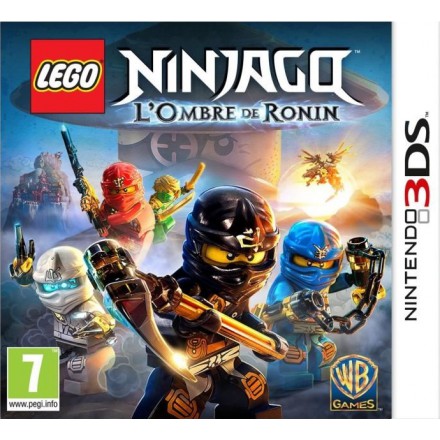 LEGO
NINJAGO
L'OMBRE DE RONIN
NINTENDO 3DS
7
www.pegi.info
WB
GAMES